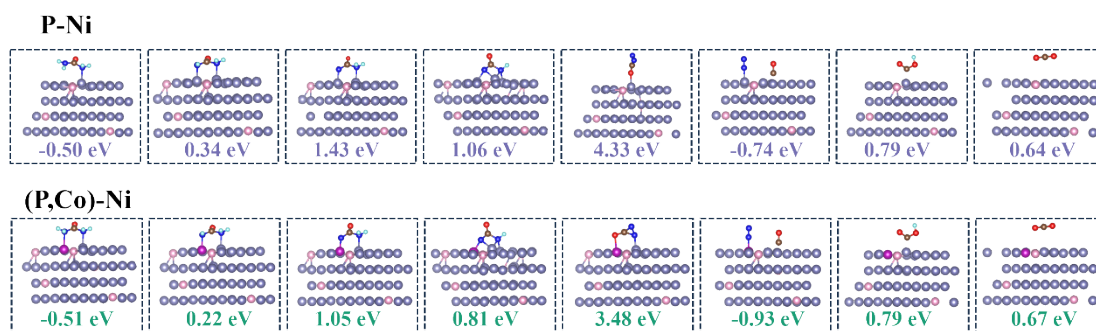 P-Ni
-0.50 eV 0.34 eV 1.43 eV 1.06 eV 4.33 eV -0.74 eV 0.79 eV 0.64 eV
(P,Co)-Ni
-0.51 eV 0.22 eV 1.05 eV 0.81 eV 3.48 eV -0.93 eV 0.79 eV 0.67 eV